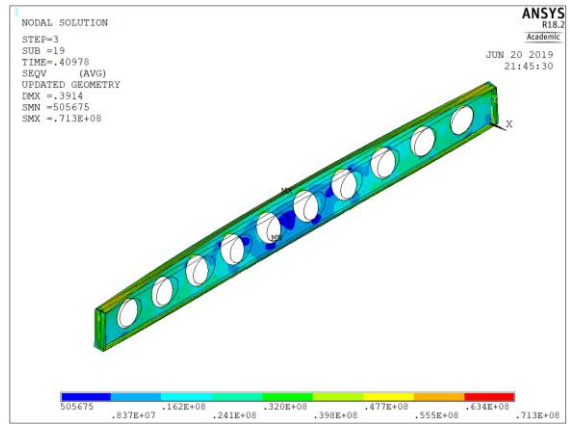 1
NODAL SOLUTION
ANSYS
R18.2
Academic
STEP=3
SUB =19
TIME=.40978
SEQV (AVG)
UPDATED GEOMETRY
DMX =.3914
SMN =505675
SMX =.713E+08
JUN 20 2019
21:45:30
X
MX
MN
505675 .162E+08 .320E+08 .477E+08 .634E+08
.837E+07 .241E+08 .398E+08 .555E+08 .713E+08